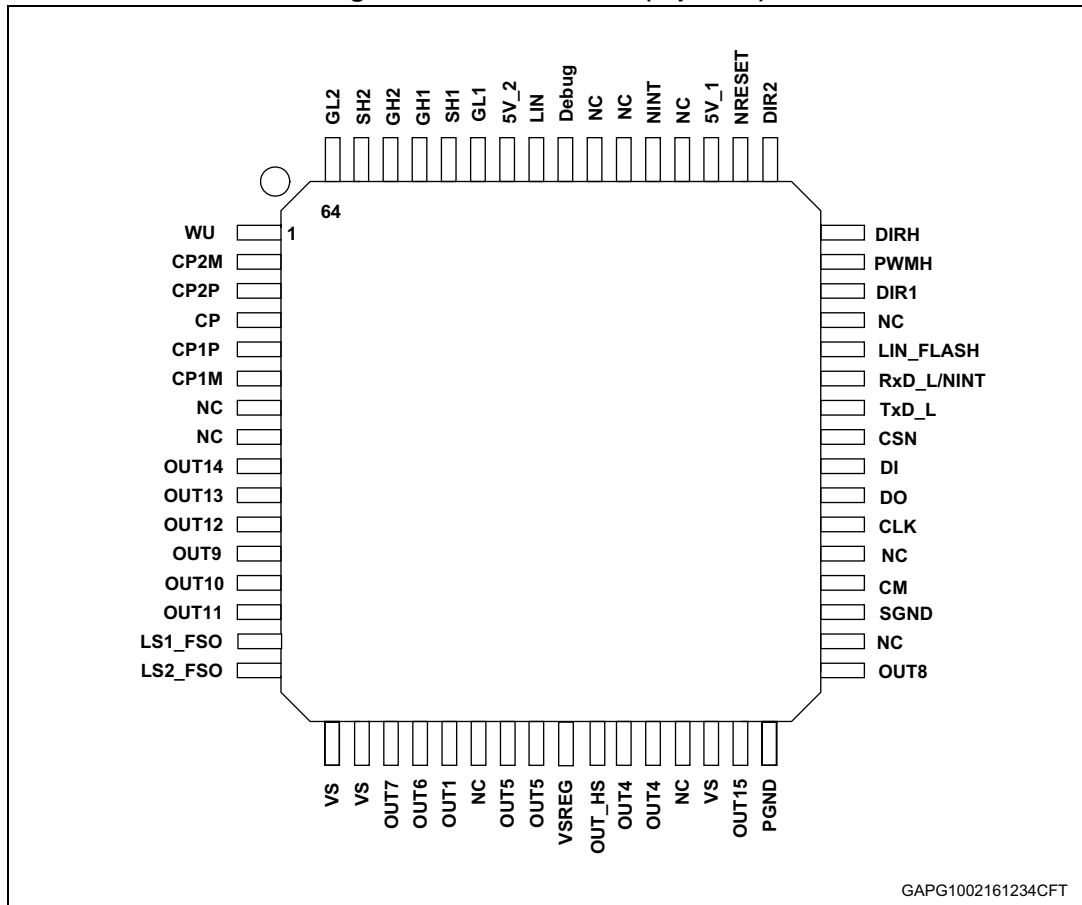 GL2
SH2
GH2
GH1
SH1
GL1
5V_2
LIN
Debug
NC
NC
NINT
NC
5V_1
NRESET
DIR2
64
1
WU
CP2M
CP2P
CP
CP1P
CP1M
NC
NC
OUT14
OUT13
OUT12
OUT9
OUT10
OUT11
LS1_FSO
LS2_FSO
DIRH
PWMH
DIR1
NC
LIN_FLASH
RxD_L/NINT
TxD_L
CSN
DI
DO
CLK
NC
CM
SGND
NC
OUT8
VS
VS
OUT7
OUT6
OUT1
NC
OUT5
OUT5
VSREG
OUT_HS
OUT4
OUT4
NC
VS
OUT15
PGND
GAPG1002161234CFT